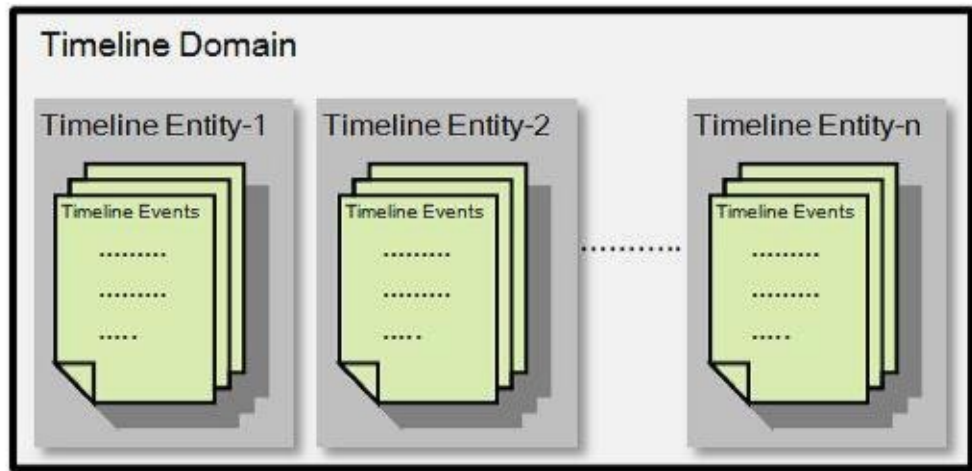 Timeline Domain
Timeline Entity-1
Timeline Entity-2
Timeline Entity-n
Timeline Events
.........
.........
.....
Timeline Events
.........
.........
.....
...........
Timeline Events
.........
.........
.....